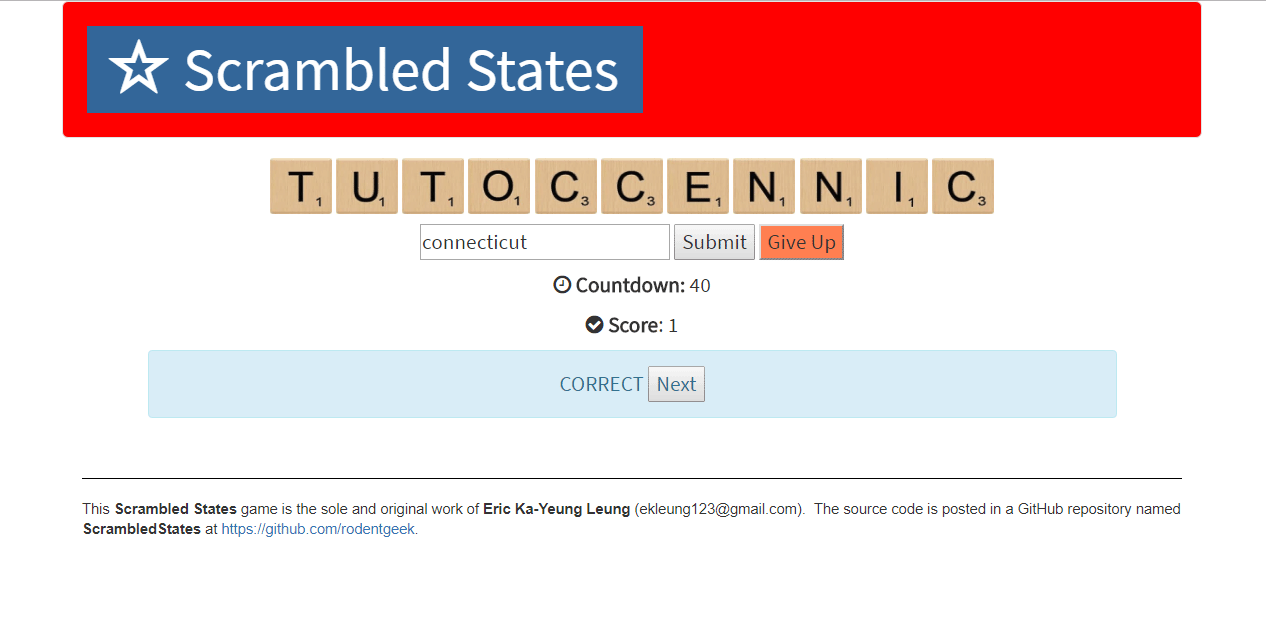 ☆ Scrambled States
T1 U1 T1 O1 C3 C3 E1 N1 N1 I1 C3
connecticut Submit Give Up
Countdown: 40
Score: 1
CORRECT Next
This Scrambled States game is the sole and original work of Eric Ka-Yeung Leung (ekleung123@gmail.com). The source code is posted in a GitHub repository named
ScrambledStates at https://github.com/rodentgeek.